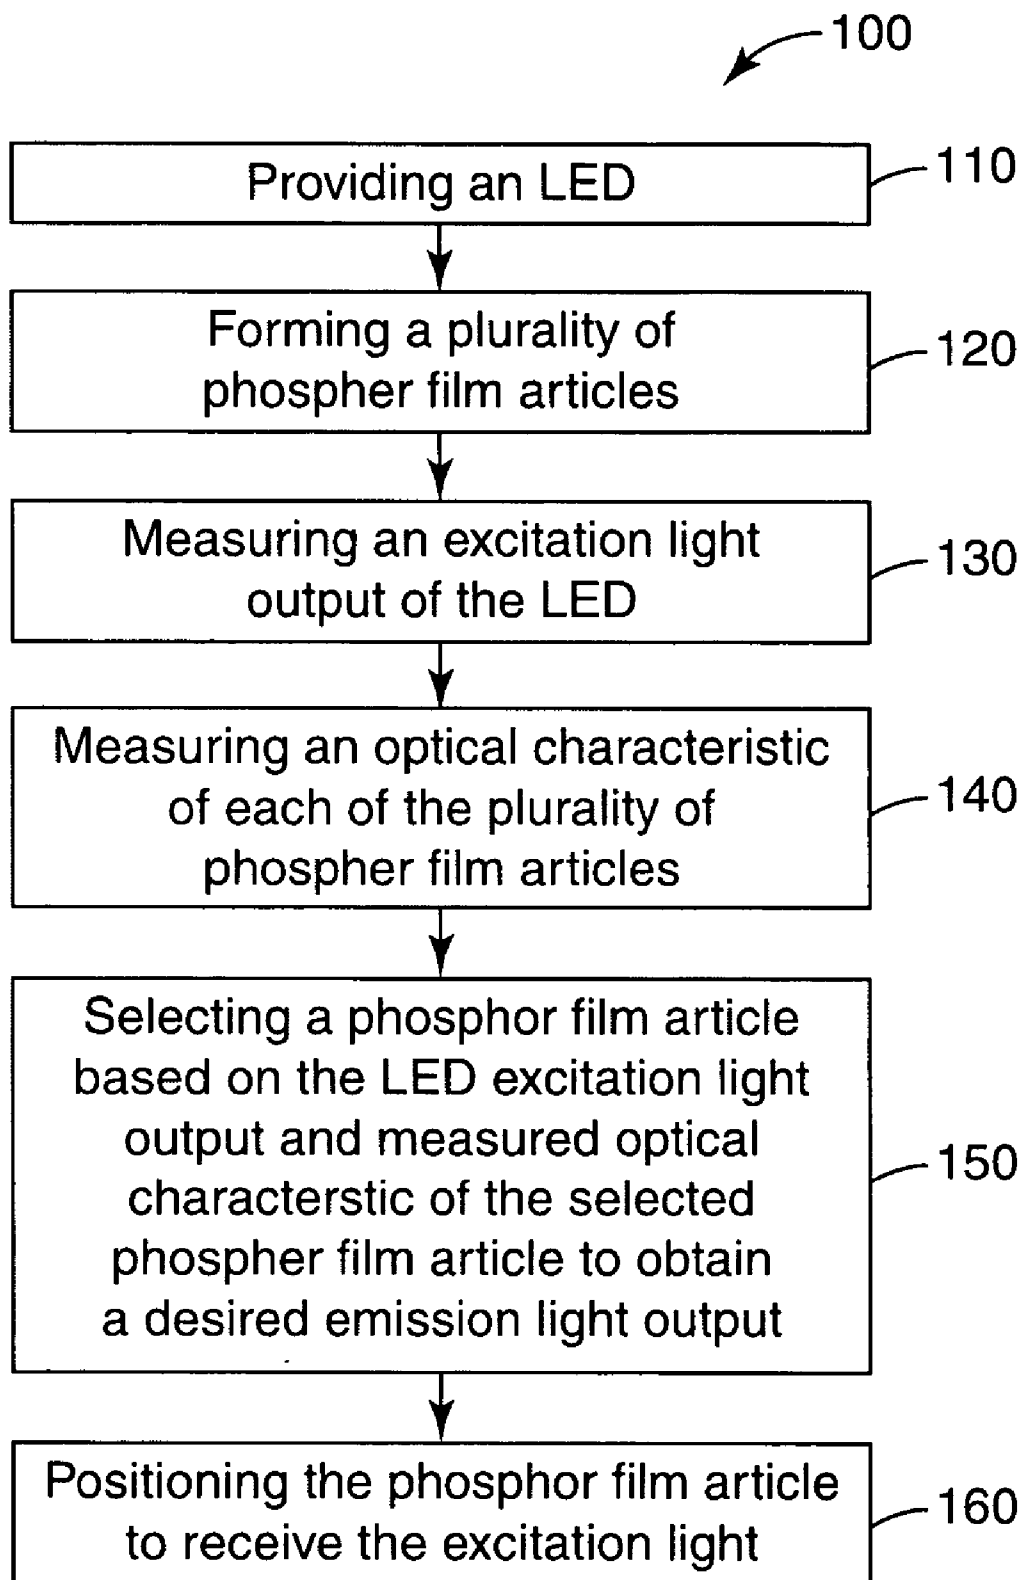 100
Providing an LED
110
Forming a plurality of
phospher film articles
120
Measuring an excitation light
output of the LED
130
Measuring an optical characteristic
of each of the plurality of
phospher film articles
140
Selecting a phosphor film article
based on the LED excitation light
output and measured optical
characterstic of the selected
phospher film article to obtain
a desired emission light output
150
Positioning the phosphor film article
to receive the excitation light
160